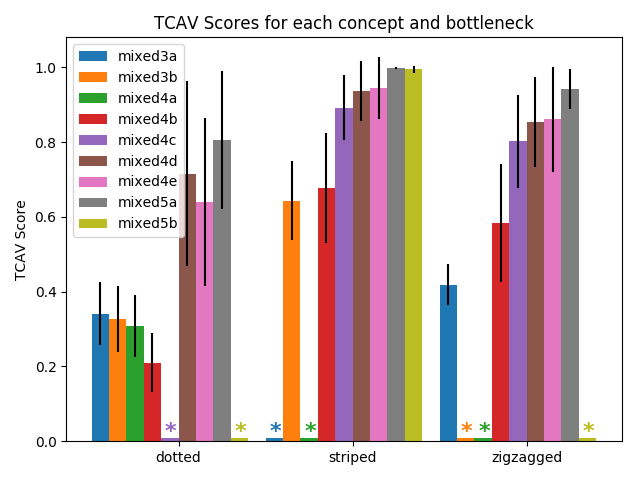 TCAV Scores for each concept and bottleneck
TCAV Score
1.0
0.8
0.6
0.4
0.2
0.0
mixed3a
mixed3b
mixed4a
mixed4b
mixed4c
mixed4d
mixed4e
mixed5a
mixed5b
* * * * * * *
dotted striped zigzagged